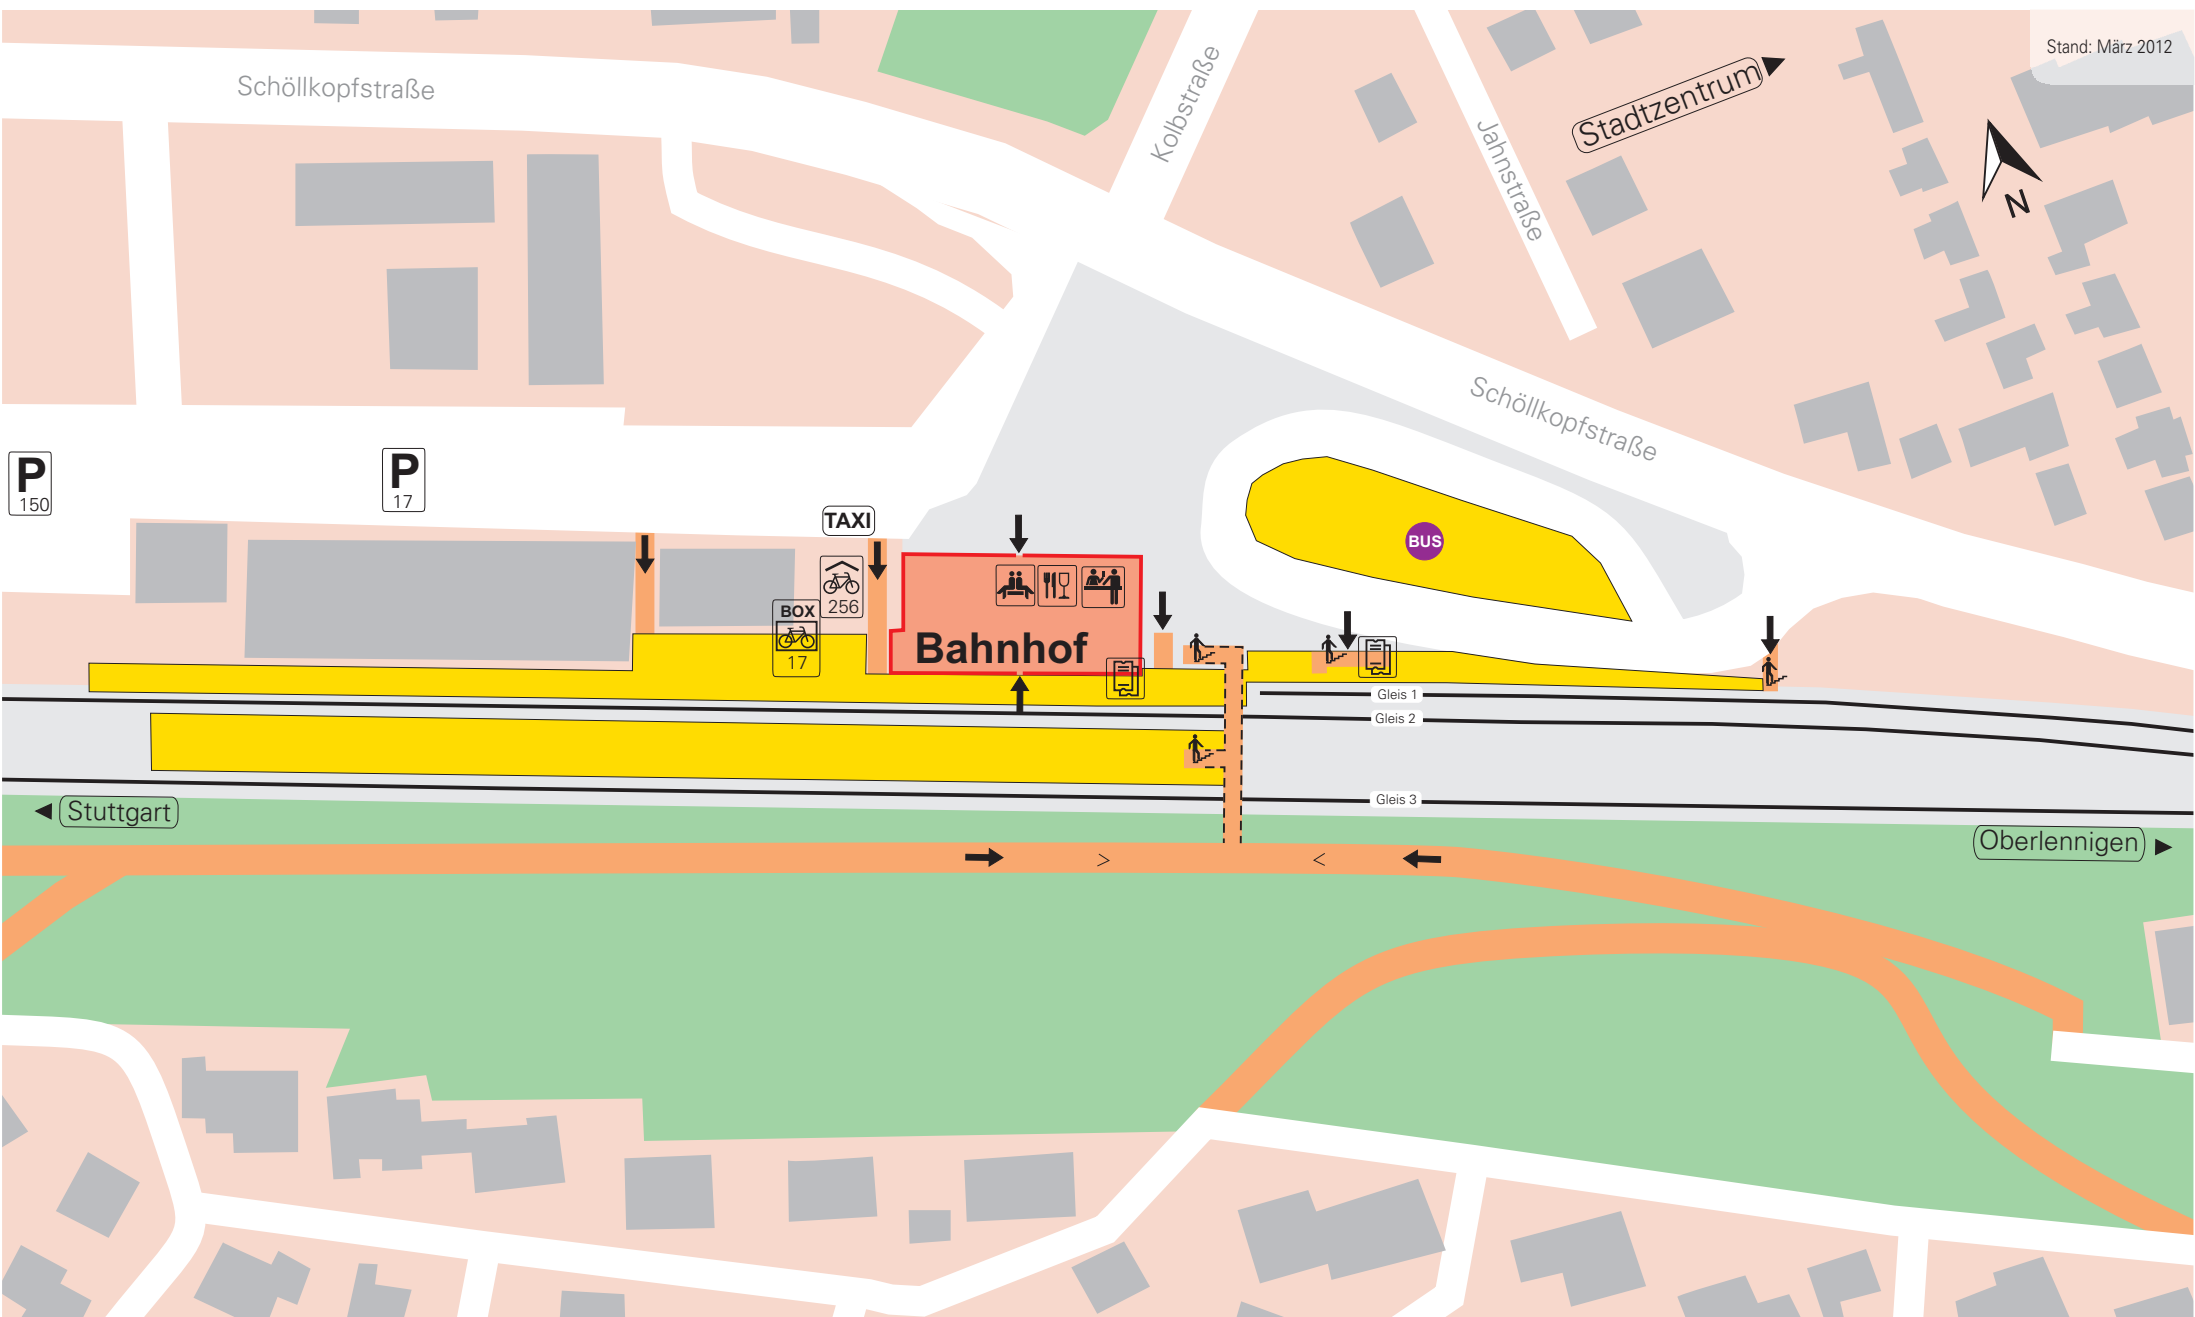 Stand: März 2012
Schöllkopfstraße
Kolbstraße
Jahnstraße
Stadtzentrum
N
Schöllkopfstraße
P
150
P
17
TAXI
256
BOX
17
BUS
Bahnhof
Gleis 1
Gleis 2
Gleis 3
Stuttgart
Oberlennigen